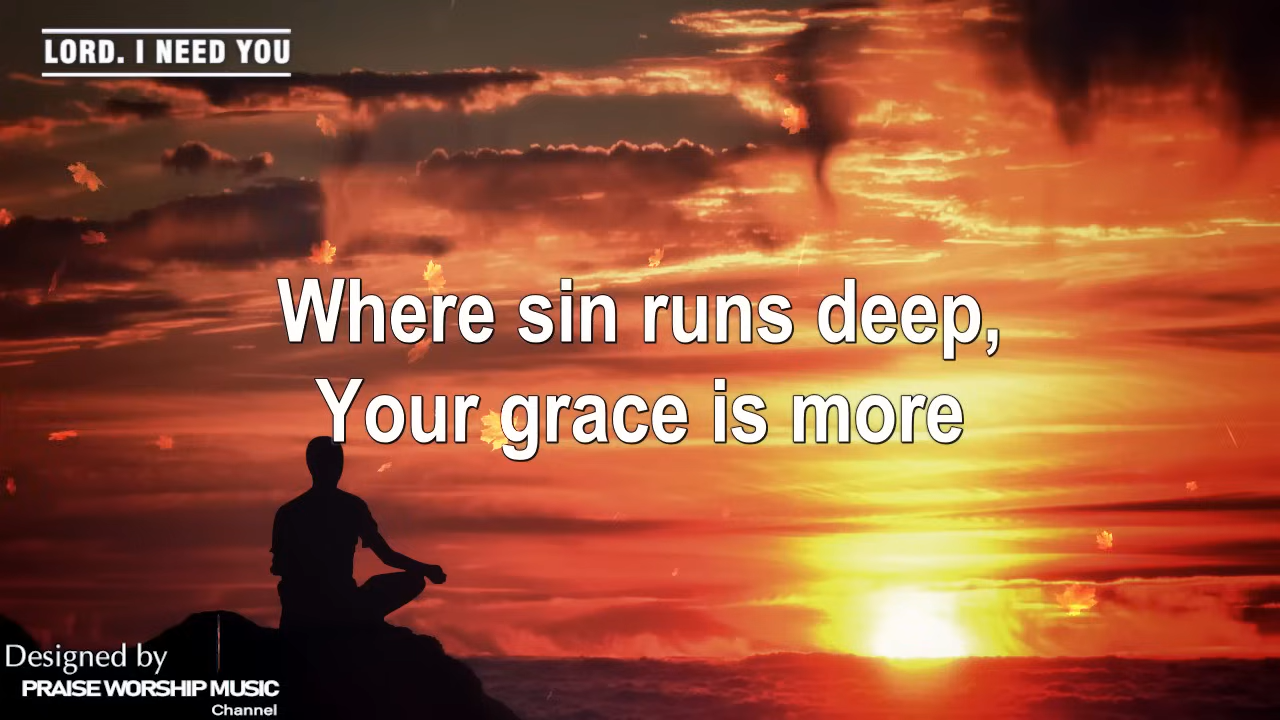 LORD. I NEED YOU
Where sin runs deep,
Your grace is more
Designed by
PRAISE WORSHIP MUSIC
Channel